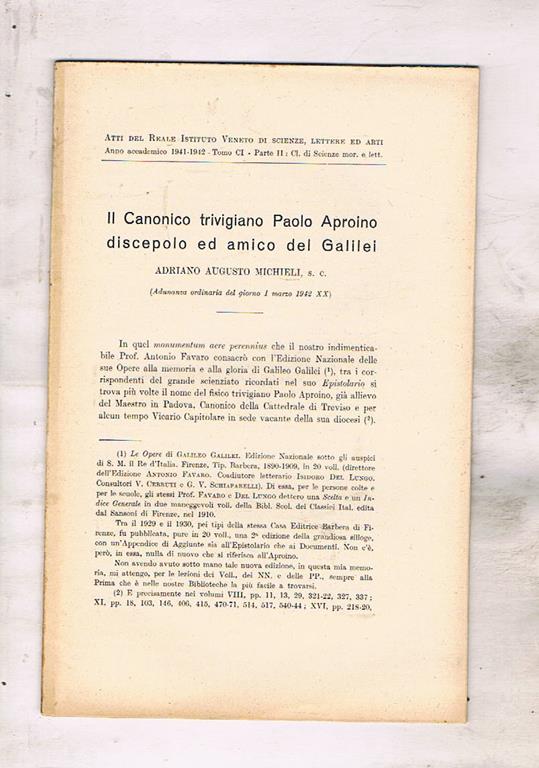 ATTI DEL REALE ISTITUTO VENETO DI SCIENZE, LETTERE ED ARTI
Anno accademico 1941-1942 - Tomo CI - Parte II : Cl. di Scienze mor. e lett.
Il Canonico trivigiano Paolo Aproino
discepolo ed amico del Galilei
ADRIANO AUGUSTO MICHIELI, s. c.
(Adunanza ordinaria del giorno 1 marzo 1942 XX)
In quel monumentum aere perennius che il nostro indimentica-
bile Prof. Antonio Favaro consacrò con l'Edizione Nazionale delle
sue Opere alla memoria e alla gloria di Galileo Galilei (¹), tra i cor-
rispondenti del grande scienziato ricordati nel suo Epistolario si
trova più volte il nome del fisico trivigiano Paolo Aproino, già allievo
del Maestro in Padova, Canonico della Cattedrale di Treviso e per
alcun tempo Vicario Capitolare in sede vacante della sua diocesi (²).
(1) Le Opere di GALILEO GALILEI. Edizione Nazionale sotto gli auspici
di S. M. il Re d'Italia. Firenze, Tip. Barbera, 1890-1909, in 20 voll. (direttore
dell'Edizione ANTONIO FAVARO. Coadiutore letterario ISIDORO DEL LUNGO.
Consultori V. CERRUTI e G. V. SCHIAPARELLI). Di essa, per le persone colte e
per le scuole, gli stessi Prof. FAVARO e DEL LUNGO dettero una Scelta e un In-
dice Generale in due maneggevoli voll. della Bibl. Scol. dei Classici Ital. edita
dal Sansoni di Firenze, nel 1910.
Tra il 1929 e il 1930, pei tipi della stessa Casa Editrice Barbera di Fi-
renze, fu pubblicata, pure in 20 voll., una 2ª edizione della grandiosa silloge,
con un'Appendice di Aggiunte sia all'Epistolario che ai Documenti. Non c'è,
però, in essa, nulla di nuovo che si riferisca all'Aproino.
Non avendo avuto sotto mano tale nuova edizione, in questa mia memo-
ria, mi attengo, per le lezioni dei Voll., dei NN. e delle PP., sempre alla
Prima che è nelle nostre Biblioteche la più facile a trovarsi.
(2) E precisamente nei volumi VIII, pp. 11, 13, 29, 321-22, 327, 337 ;
XI, pp. 18, 103, 146, 406, 415, 470-71, 514, 517, 540-44 ; XVI, pp. 218-20,